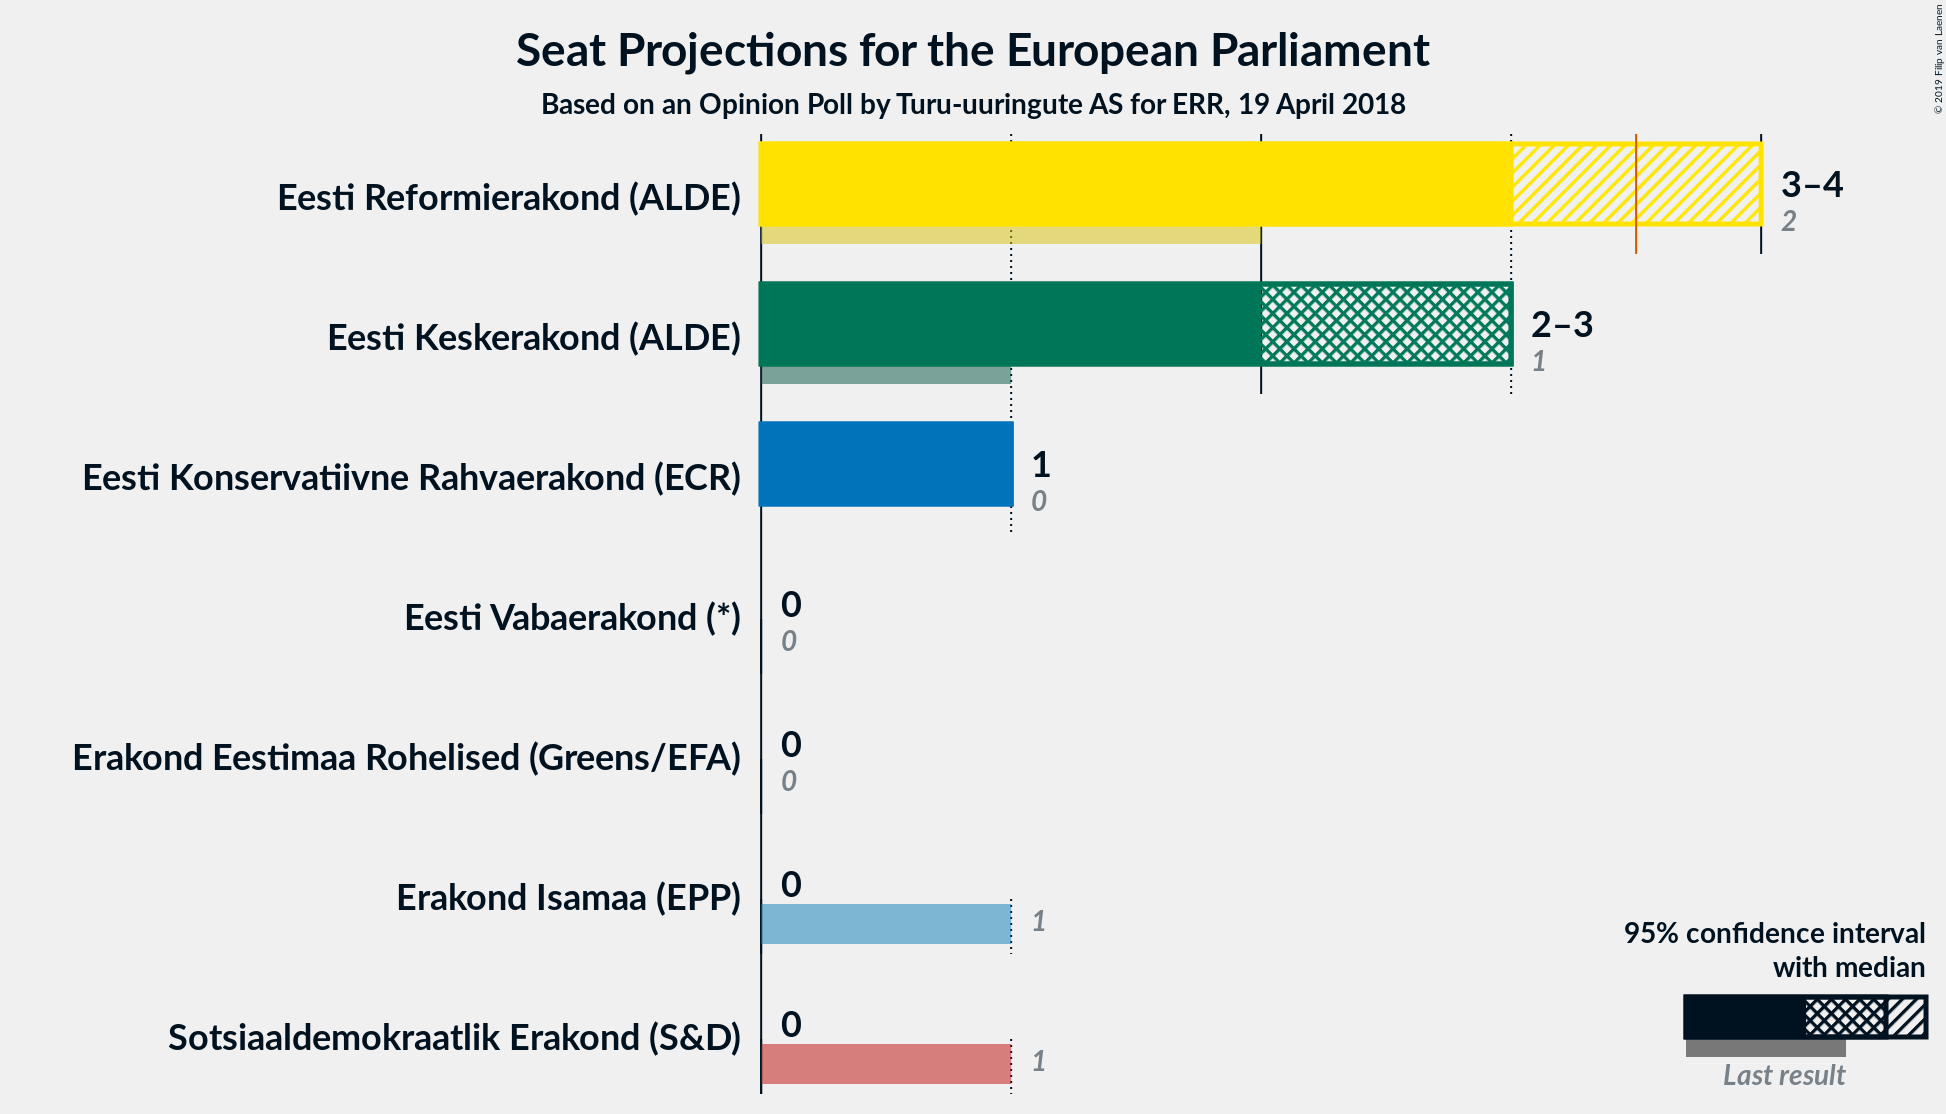 Seat Projections for the European Parliament
Based on an Opinion Poll by Turu-uuringute AS for ERR, 19 April 2018
© 2019 Filip van Laenen
Eesti Reformierakond (ALDE)
3–4
2
Eesti Keskerakond (ALDE)
2–3
1
Eesti Konservatiivne Rahvaerakond (ECR)
1
0
Eesti Vabaerakond (*)
0
0
Erakond Eestimaa Rohelised (Greens/EFA)
0
0
Erakond Isamaa (EPP)
0
1
Sotsiaaldemokraatlik Erakond (S&D)
0
1
95% confidence interval
with median
Last result